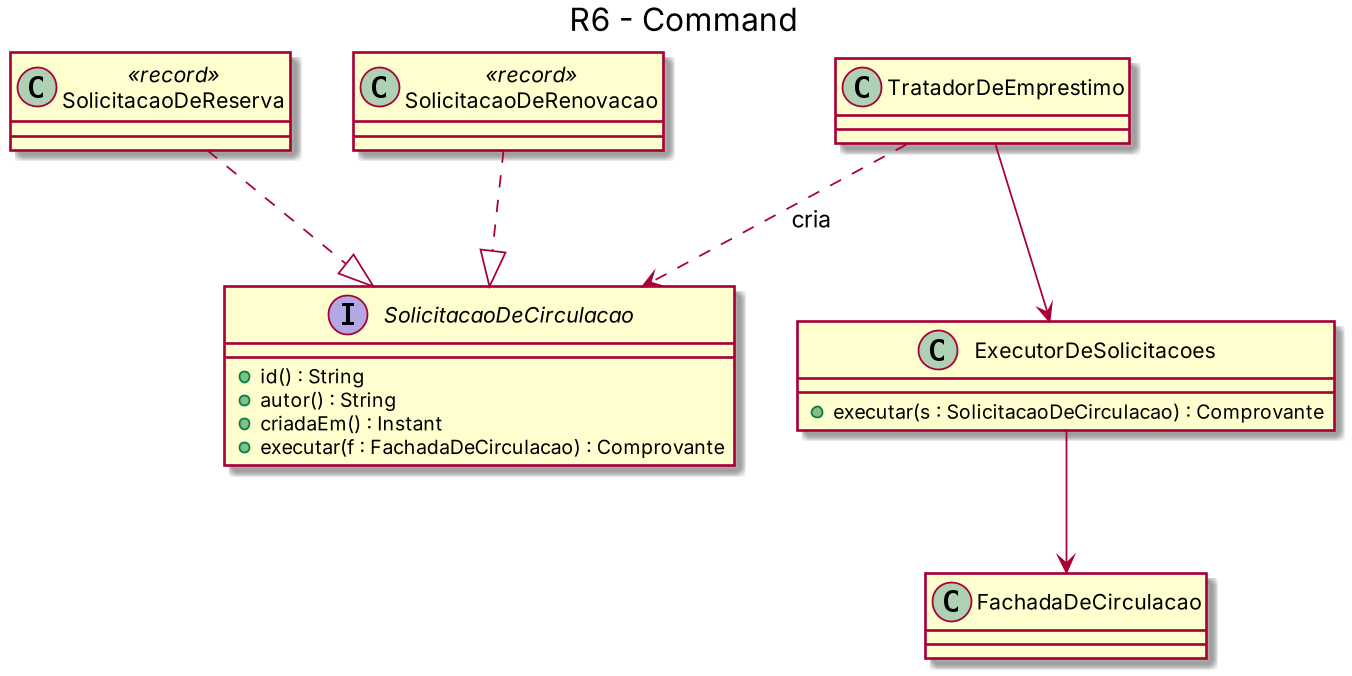 R6 - Command
C
«record»
SolicitacaoDeReserva
C
«record»
SolicitacaoDeRenovacao
C TratadorDeEmprestimo
cria
I SolicitacaoDeCirculacao
id() : String
autor() : String
criadaEm() : Instant
executar(f : FachadaDeCirculacao) : Comprovante
C ExecutorDeSolicitacoes
executar(s : SolicitacaoDeCirculacao) : Comprovante
C FachadaDeCirculacao